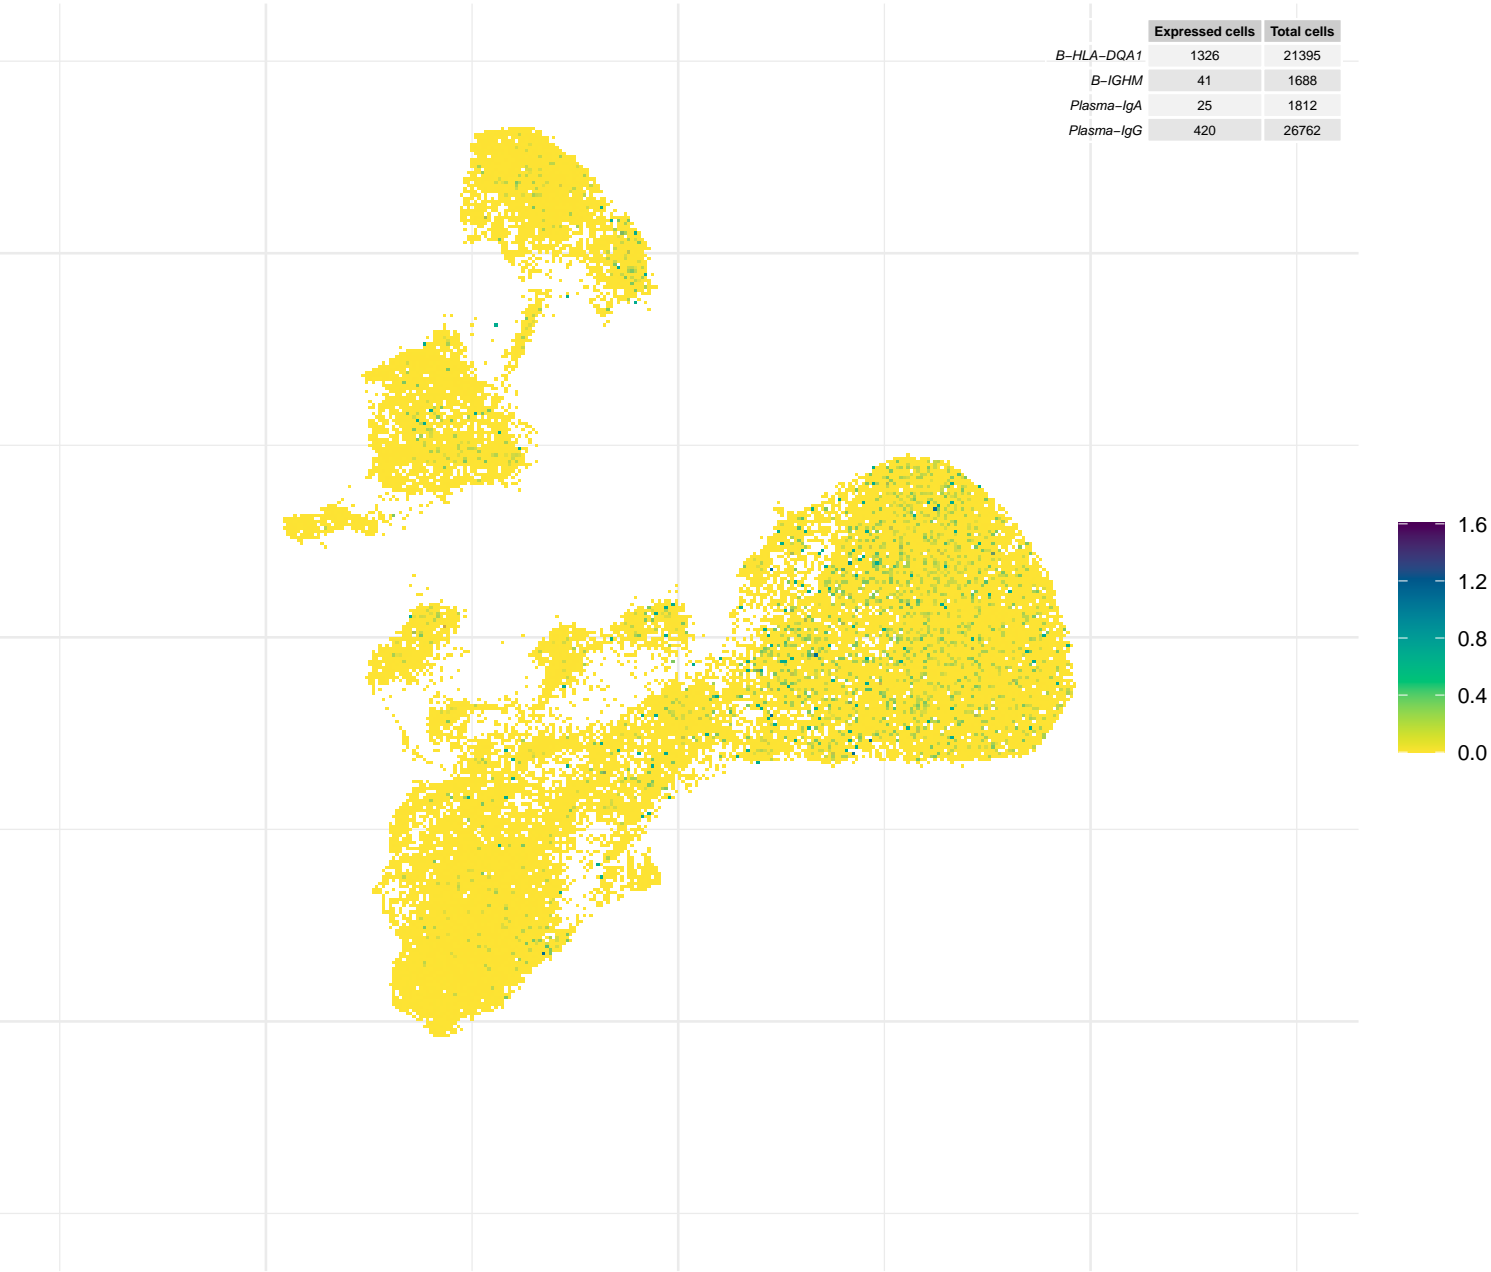 Expressed cells Total cells
B−HLA−DQA1 1326 21395
B−IGHM 41 1688
Plasma−IgA 25 1812
Plasma−IgG 420 26762
1.6
1.2
0.8
0.4
0.0